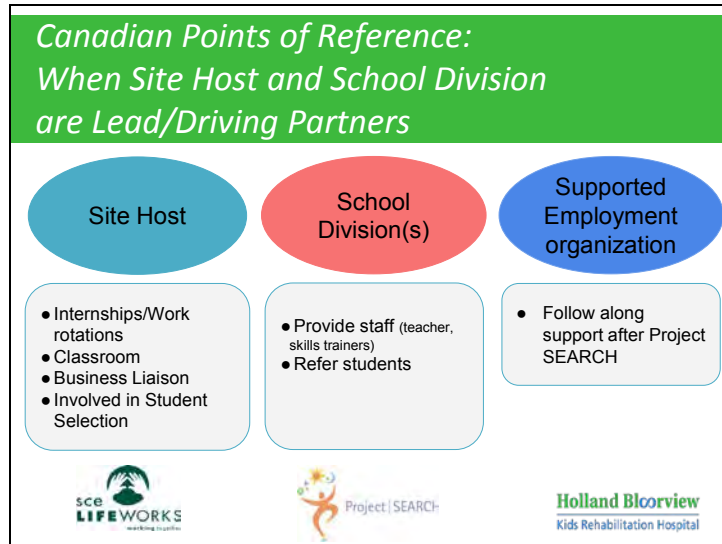 Canadian Points of Reference:
When Site Host and School Division
are Lead/Driving Partners
Site Host
School
Division(s)
Supported
Employment
organization
● Internships/Work
rotations
● Classroom
● Business Liaison
● Involved in Student
Selection
● Provide staff (teacher,
skills trainers)
● Refer students
● Follow along
support after Project
SEARCH
sce
LIFEWORKS
working together
Project | SEARCH
Holland Bloorview
Kids Rehabilitation Hospital